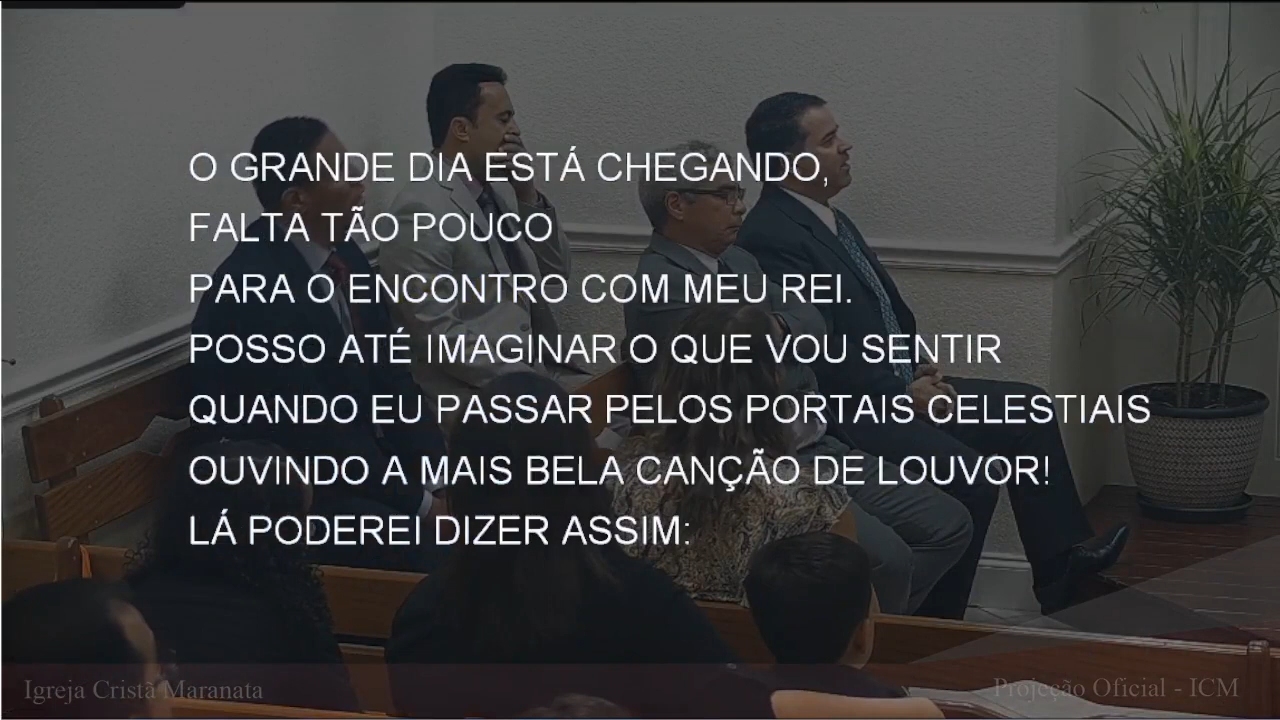 O GRANDE DIA ESTÁ CHEGANDO,
FALTA TÃO POUCO
PARA O ENCONTRO COM MEU REI.
POSSO ATÉ IMAGINAR O QUE VOU SENTIR
QUANDO EU PASSAR PELOS PORTAIS CELESTIAIS
OUVINDO A MAIS BELA CANÇÃO DE LOUVOR!
LÁ PODEREI DIZER ASSIM:
Igreja Cristã Maranata
Projeção Oficial - ICM